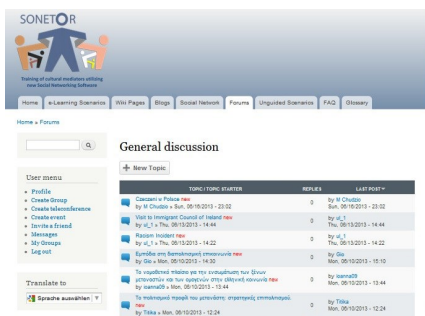 SONETOR
Training of cultural mediators utilizing
new Social Networking Software
Home e-Learning Scenarios Wiki Pages Blogs Social Network Forums Unguided Scenarios FAQ Glossary
Home » Forums
General discussion
+ New Topic
User menu
Profile
Create Group
Create teleconference
Create event
Invite a friend
Messages
My Groups
Log out
Translate to
Sprache auswählen
TOPIC / TOPIC STARTER REPLIES LAST POST
Czeczeni w Polsce new
by M Chudzio » Sun, 06/16/2013 - 23:02
0
by M Chudzio
Sun, 06/16/2013 - 23:02
Visit to Immigrant Council of Ireland new
by ul_1 » Thu, 06/13/2013 - 14:44
0
by ul_1
Thu, 06/13/2013 - 14:44
Racism Incident new
by ul_1 » Thu, 06/13/2013 - 14:22
0
by ul_1
Thu, 06/13/2013 - 14:22
Εμπόδια στη διαπολιτισμική επικοινωνία new
by Gio » Mon, 06/10/2013 - 14:30
0
by Gio
Mon, 06/10/2013 - 15:10
Το νομοθετικό πλαίσιο για την ενσωμάτωση των ξένων
μεταναστών και των ομογενών στην ελληνική κοινωνία new
by ioanna09 » Mon, 06/10/2013 - 13:44
0
by ioanna09
Mon, 06/10/2013 - 13:44
Το πολιτισμικό προφίλ του μετανάστη: στρατηγικές επιπολιτισμού.
new
by Titika » Mon, 06/10/2013 - 12:24
0
by Titika
Mon, 06/10/2013 - 12:24